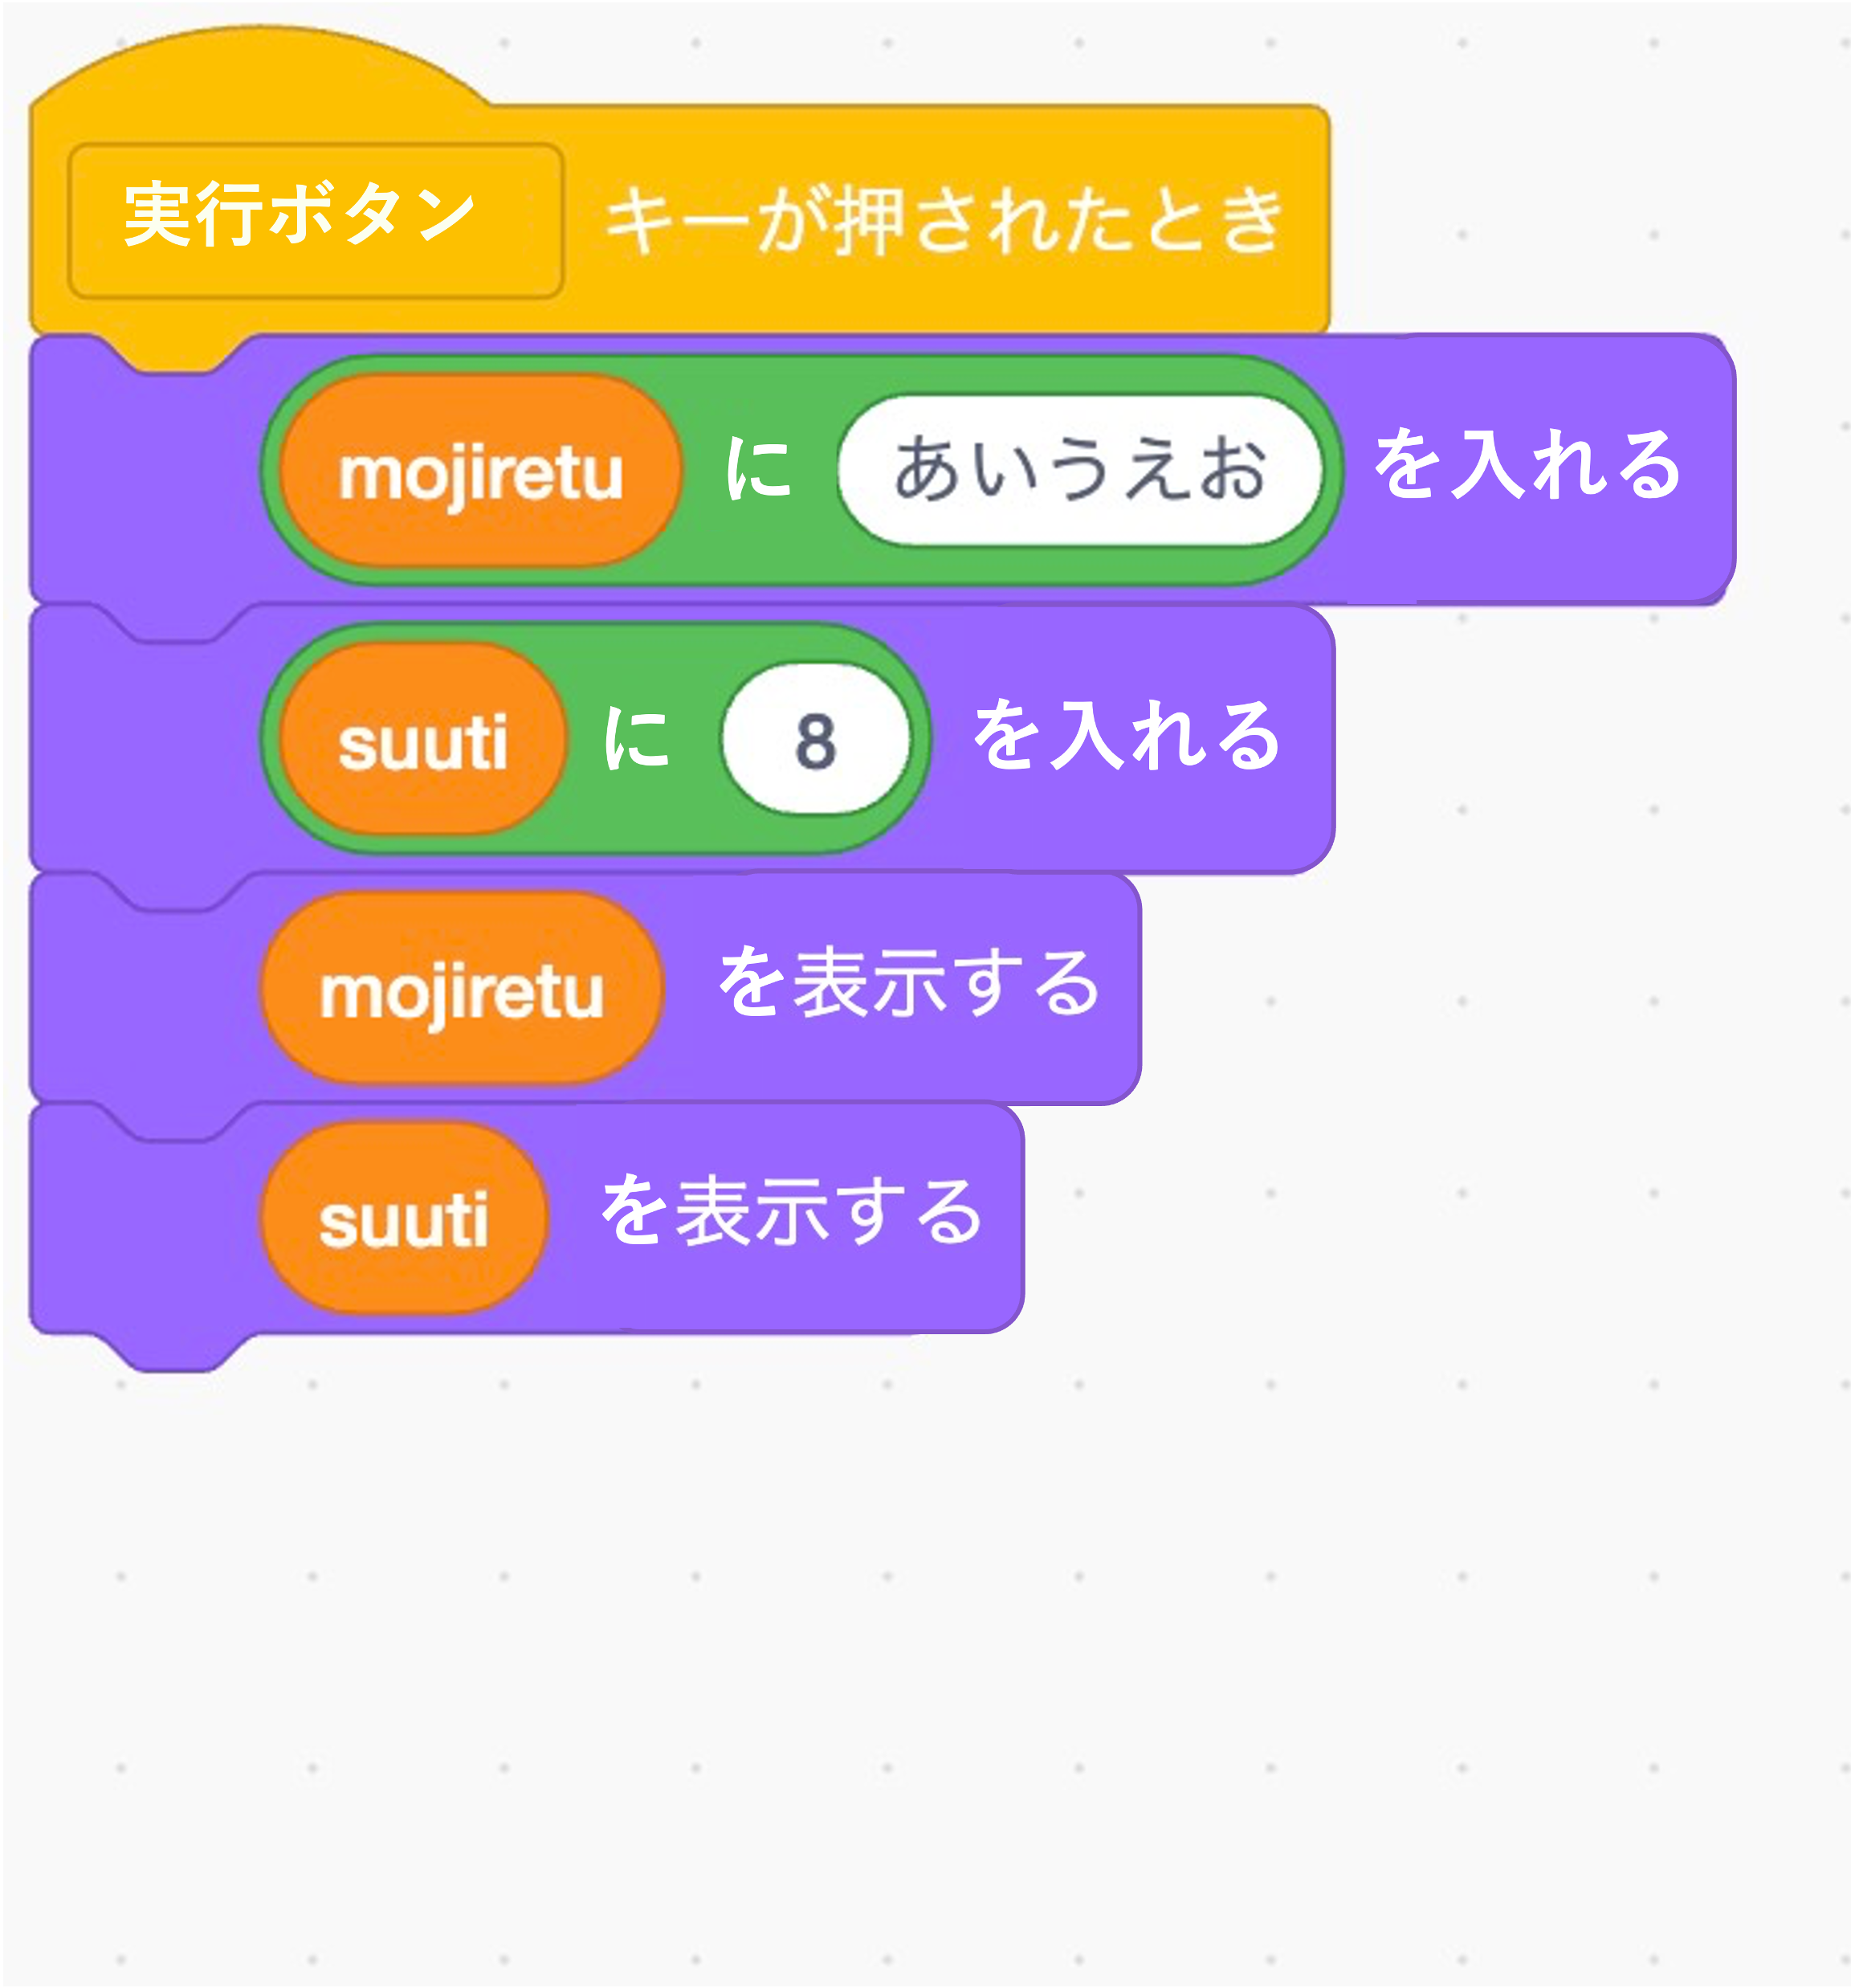 実行ボタン キーが押されたとき
mojiretu に あいうえお を入れる
suuti に 8 を入れる
mojiretu を表示する
suuti を表示する